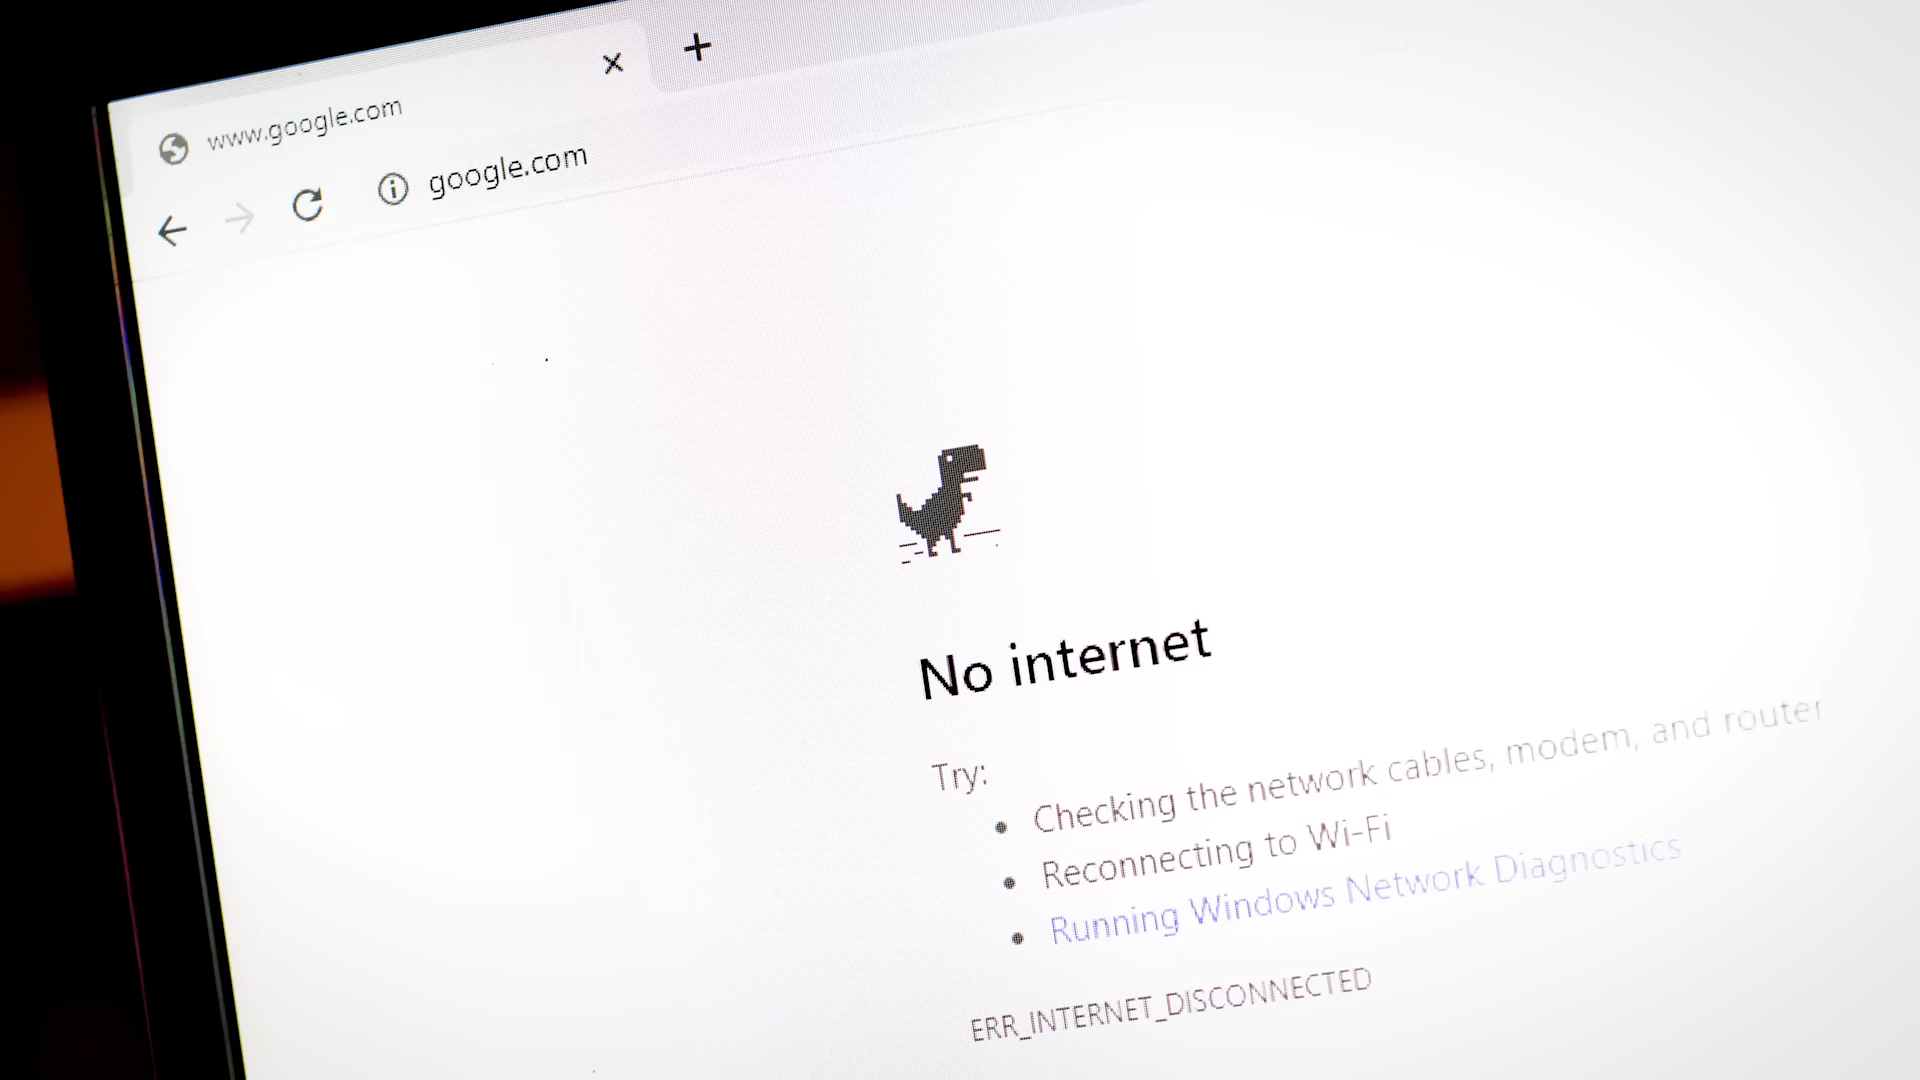 www.google.com
google.com
No internet
Try:
• Checking the network cables, modem, and router
• Reconnecting to Wi-Fi
• Running Windows Network Diagnostics
ERR_INTERNET_DISCONNECTED